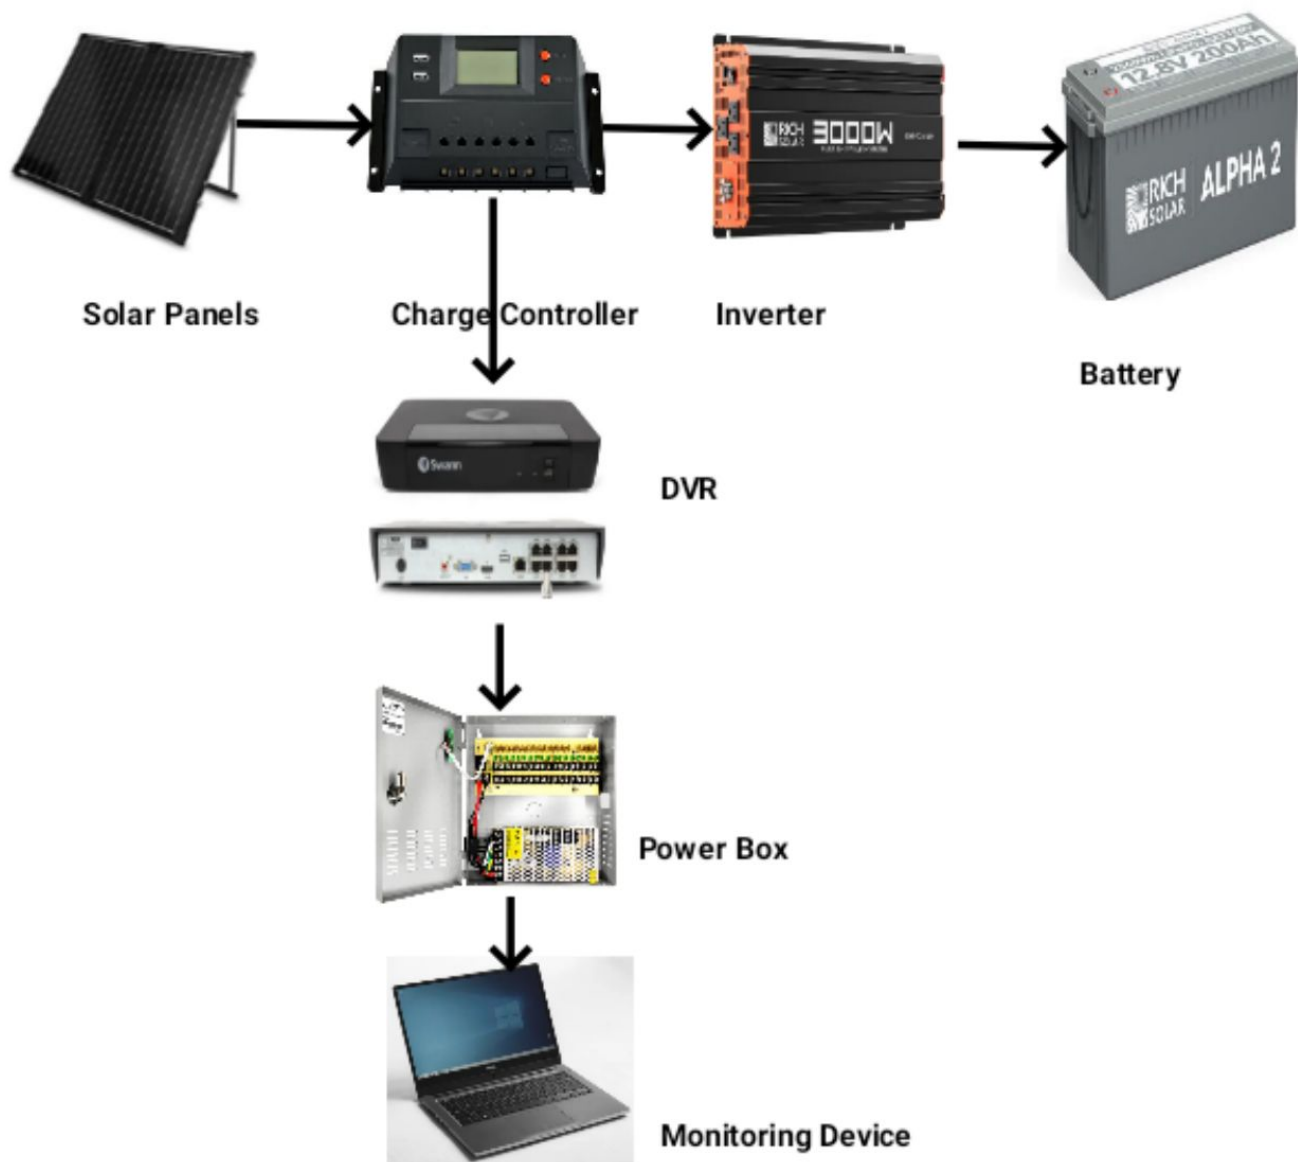 12.8V 200Ah
RICH
SOLAR
3000W
RICH
SOLAR
ALPHA 2
Solar Panels
Charge Controller
Inverter
Battery
Swann
DVR
Power Box
Monitoring Device